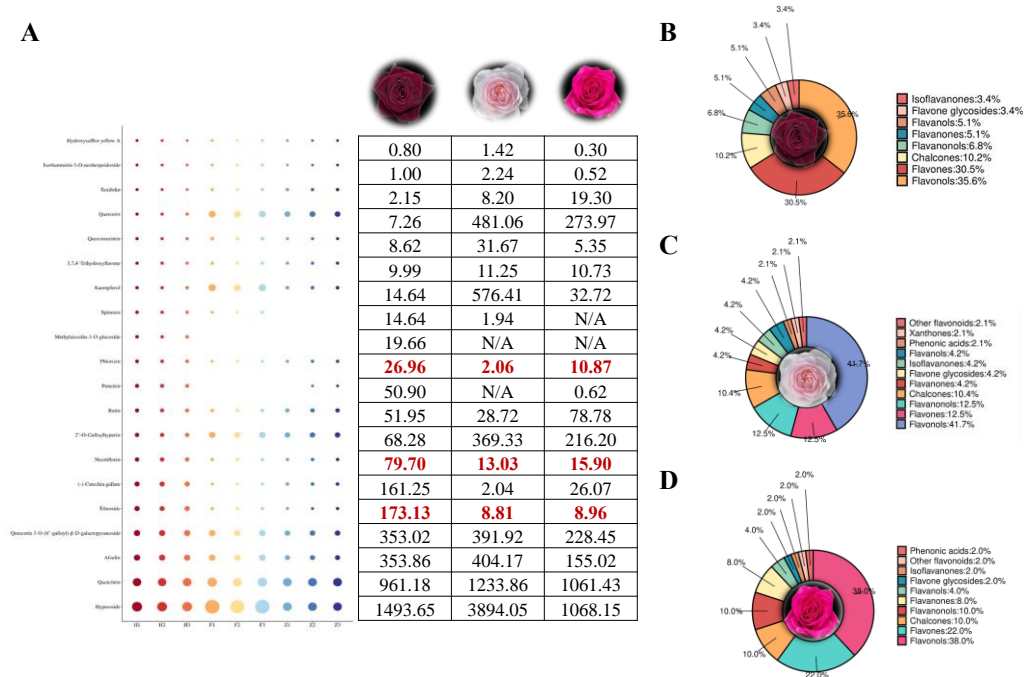 A
Hydroxysafflor yellow A
0.80 1.42 0.30
Isorhamnetin-3-O-neohespeidoside
1.00 2.24 0.52
Taxifolin
2.15 8.20 19.30
Quercetin
7.26 481.06 273.97
Quercimeritrin
8.62 31.67 5.35
3,7,4'-Trihydroxyflavone
9.99 11.25 10.73
Kaempferol
14.64 576.41 32.72
Spinosin
14.64 1.94 N/A
Methylnissolin-3-O-glucoside
19.66 N/A N/A
Phlorizin
26.96 2.06 10.87
Poncirin
50.90 N/A 0.62
Rutin
51.95 28.72 78.78
2''-O-Galloylhyperin
68.28 369.33 216.20
Nicotiflorin
79.70 13.03 15.90
(-)-Catechin gallate
161.25 2.04 26.07
Tiliroside
173.13 8.81 8.96
Quercetin 3-O-(6''-galloyl)-β-D-galactopyranoside
353.02 391.92 228.45
Afzelin
353.86 404.17 155.02
Quercitrin
961.18 1233.86 1061.43
Hyperoside
1493.65 3894.05 1068.15
H1 H2 H3 F1 F2 F3 Z1 Z2 Z3
B
3.4%
3.4%
5.1%
5.1%
6.8%
10.2%
30.5%
35.6%
Isoflavanones:3.4%
Flavone glycosides:3.4%
Flavanols:5.1%
Flavanones:5.1%
Flavanonols:6.8%
Chalcones:10.2%
Flavones:30.5%
Flavonols:35.6%
C
2.1%
2.1%
2.1%
4.2%
4.2%
4.2%
4.2%
10.4%
12.5%
12.5%
41.7%
Other flavonoids:2.1%
Xanthones:2.1%
Phenonic acids:2.1%
Flavanols:4.2%
Isoflavanones:4.2%
Flavone glycosides:4.2%
Flavanones:4.2%
Chalcones:10.4%
Flavanonols:12.5%
Flavones:12.5%
Flavonols:41.7%
D
2.0%
2.0%
2.0%
2.0%
4.0%
8.0%
10.0%
10.0%
22.0%
38.0%
Phenonic acids:2.0%
Other flavonoids:2.0%
Isoflavanones:2.0%
Flavone glycosides:2.0%
Flavanols:4.0%
Flavanones:8.0%
Flavanonols:10.0%
Chalcones:10.0%
Flavones:22.0%
Flavonols:38.0%